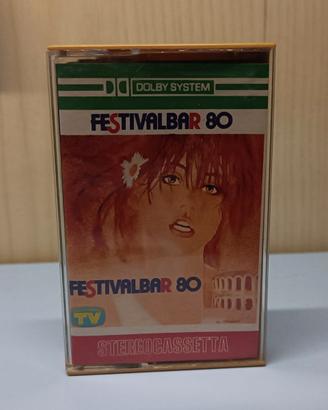 DOLBY SYSTEM
FESTIVALBAR 80
FESTIVALBAR 80
TV
STEREOCASSETTA